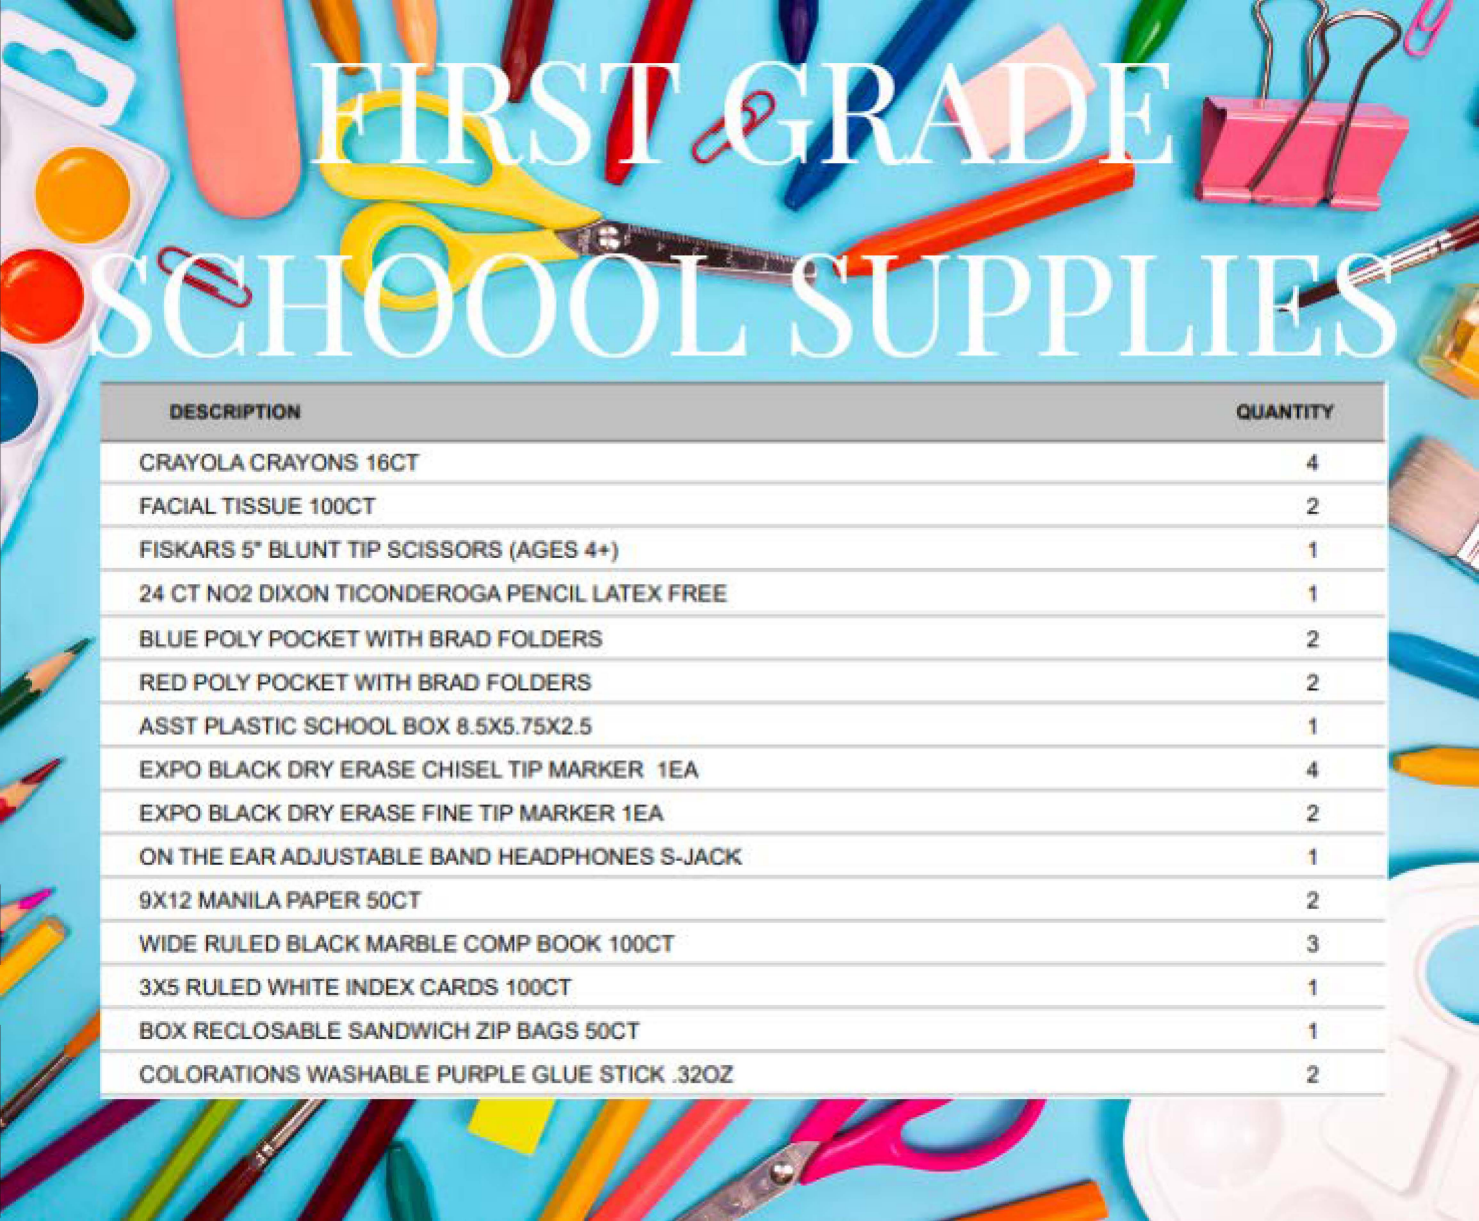 FIRST GRADE
SCHOOOL SUPPLIES
DESCRIPTION QUANTITY
CRAYOLA CRAYONS 16CT 4
FACIAL TISSUE 100CT 2
FISKARS 5" BLUNT TIP SCISSORS (AGES 4+) 1
24 CT NO2 DIXON TICONDEROGA PENCIL LATEX FREE 1
BLUE POLY POCKET WITH BRAD FOLDERS 2
RED POLY POCKET WITH BRAD FOLDERS 2
ASST PLASTIC SCHOOL BOX 8.5X5.75X2.5 1
EXPO BLACK DRY ERASE CHISEL TIP MARKER 1EA 4
EXPO BLACK DRY ERASE FINE TIP MARKER 1EA 2
ON THE EAR ADJUSTABLE BAND HEADPHONES S-JACK 1
9X12 MANILA PAPER 50CT 2
WIDE RULED BLACK MARBLE COMP BOOK 100CT 3
3X5 RULED WHITE INDEX CARDS 100CT 1
BOX RECLOSABLE SANDWICH ZIP BAGS 50CT 1
COLORATIONS WASHABLE PURPLE GLUE STICK .32OZ 2